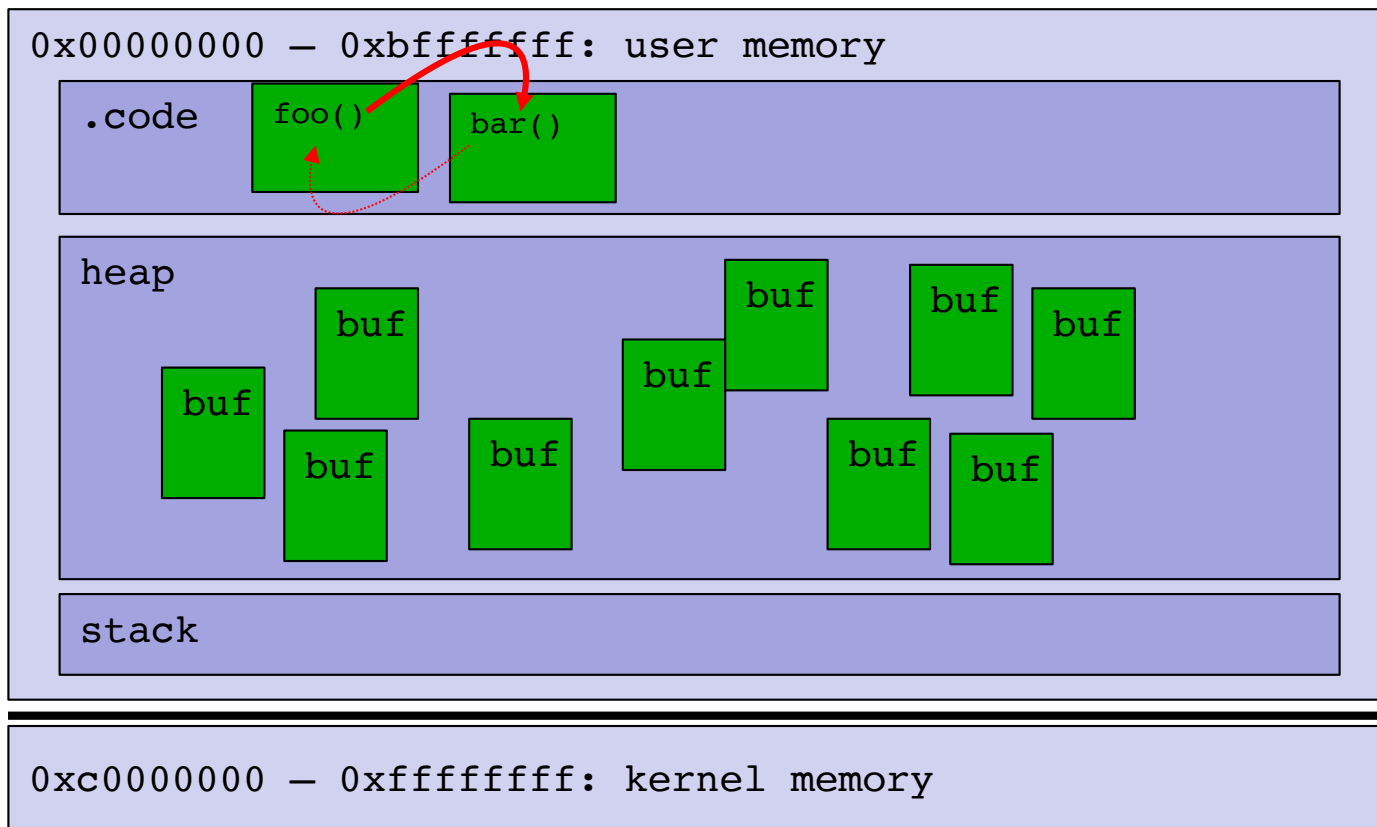 0x00000000 — 0xbfffffff: user memory
.code
foo()
bar()
heap
buf
buf
buf
buf
buf
buf
buf
buf
buf
buf
stack
0xc0000000 — 0xffffffff: kernel memory